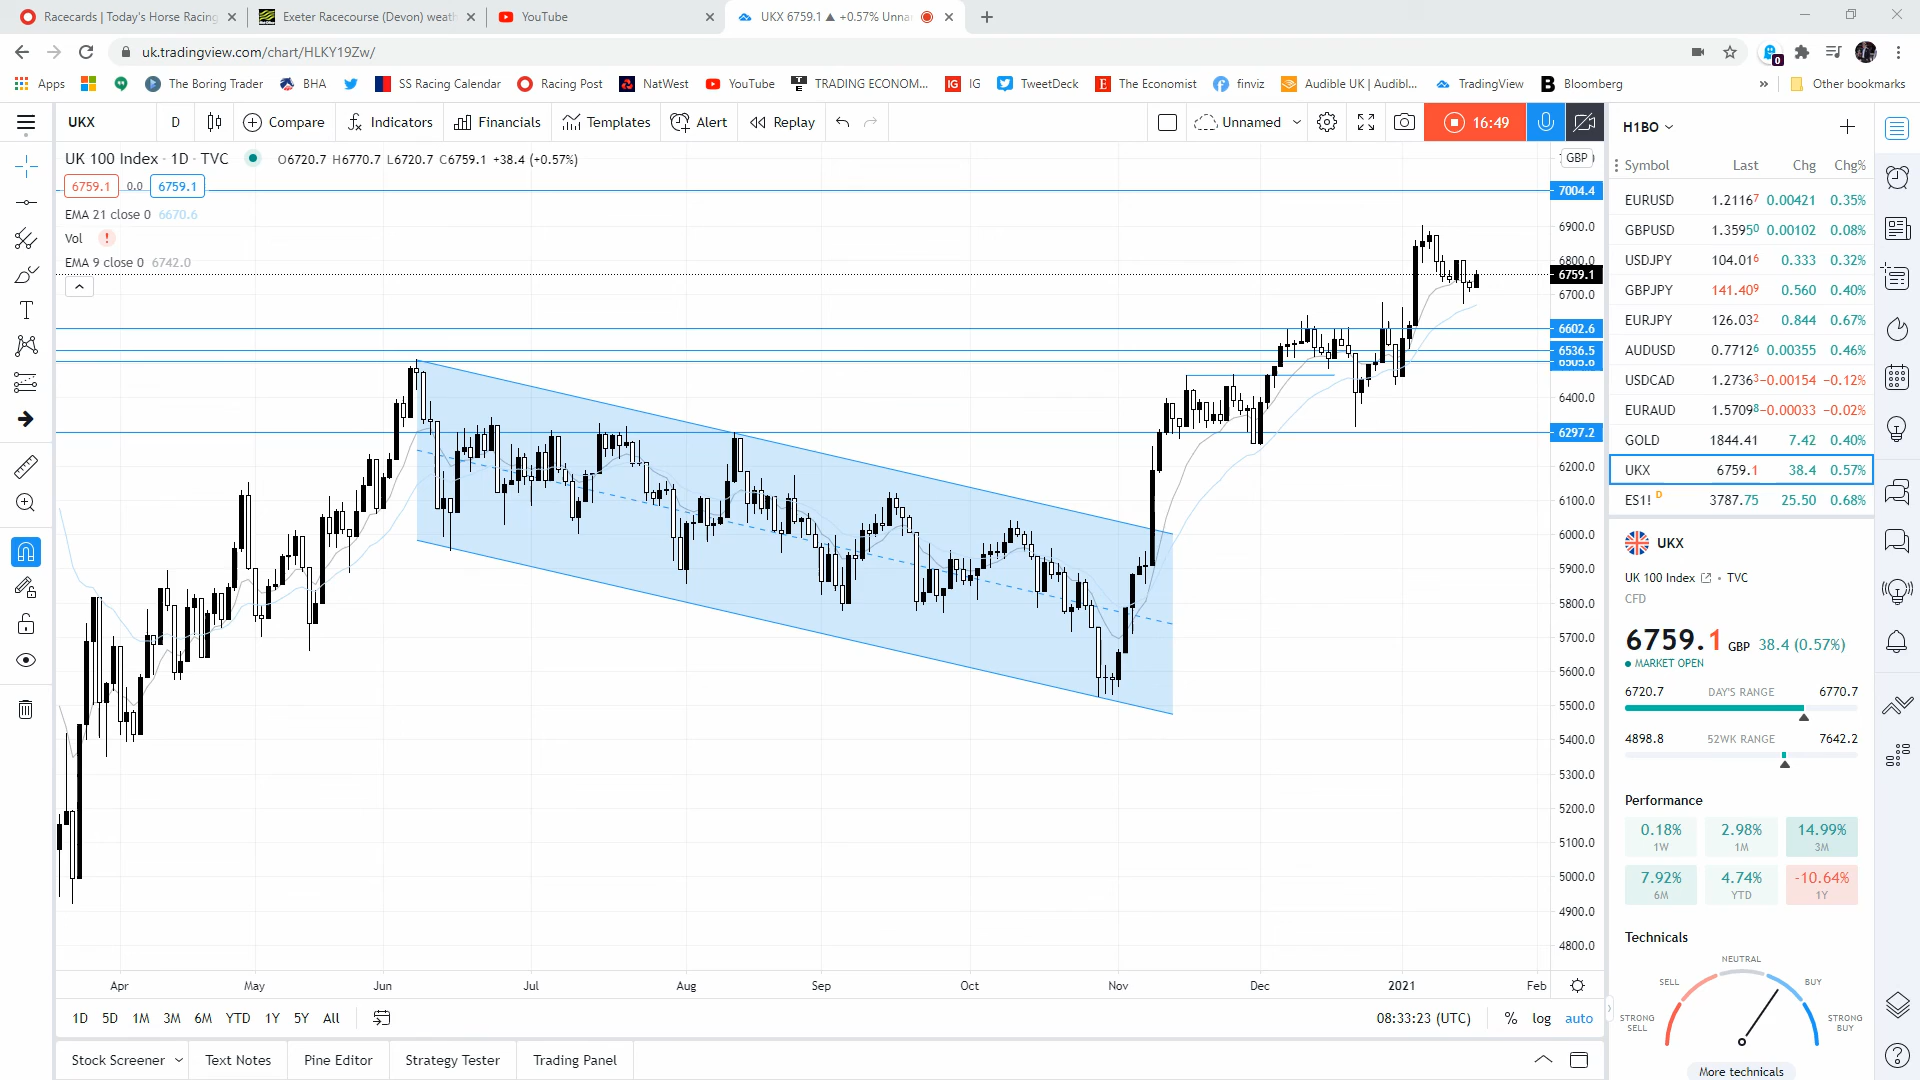 Racecards | Today's Horse Racing
Exeter Racecourse (Devon) weat
YouTube
UKX 6759.1 ▲ +0.57% Unna
uk.tradingview.com/chart/HLKY19Zw/
0
Apps
The Boring Trader
BHA
SS Racing Calendar
Racing Post
NatWest
YouTube
TRADING ECONOM...
IG IG
TweetDeck
The Economist
finviz
Audible UK | Audibl...
TradingView
Bloomberg
»
Other bookmarks
UKX
D
Compare
Indicators
Financials
Templates
Alert
Replay
Unnamed
16:49
UK 100 Index · 1D · TVC
O6720.7 H6770.7 L6720.7 C6759.1 +38.4 (+0.57%)
6759.1 0.0 6759.1
EMA 21 close 0 6670.6
Vol !
EMA 9 close 0 6742.0
GBP
7004.4
6900.0
6800.0
6759.1
6700.0
6602.6
6536.5
6505.6
6400.0
6297.2
6200.0
6100.0
6000.0
5900.0
5800.0
5700.0
5600.0
5500.0
5400.0
5300.0
5200.0
5100.0
5000.0
4900.0
4800.0
Apr May Jun Jul Aug Sep Oct Nov Dec 2021 Feb
1D 5D 1M 3M 6M YTD 1Y 5Y All
08:33:23 (UTC)
% log auto
Stock Screener
Text Notes
Pine Editor
Strategy Tester
Trading Panel
H1BO
Symbol Last Chg Chg%
EURUSD 1.21167 0.00421 0.35%
GBPUSD 1.35950 0.00102 0.08%
USDJPY 104.016 0.333 0.32%
GBPJPY 141.409 0.560 0.40%
EURJPY 126.032 0.844 0.67%
AUDUSD 0.77126 0.00355 0.46%
USDCAD 1.27363 −0.00154 −0.12%
EURAUD 1.57098 −0.00033 −0.02%
GOLD 1844.41 7.42 0.40%
UKX 6759.1 38.4 0.57%
ES1! D 3787.75 25.50 0.68%
UKX
UK 100 Index • TVC
CFD
6759.1 GBP 38.4 (0.57%)
● MARKET OPEN
6720.7 DAY'S RANGE 6770.7
4898.8 52WK RANGE 7642.2
Performance
0.18% 2.98% 14.99%
1W 1M 3M
7.92% 4.74% -10.64%
6M YTD 1Y
Technicals
NEUTRAL
SELL BUY
STRONG SELL
STRONG BUY
More technicals